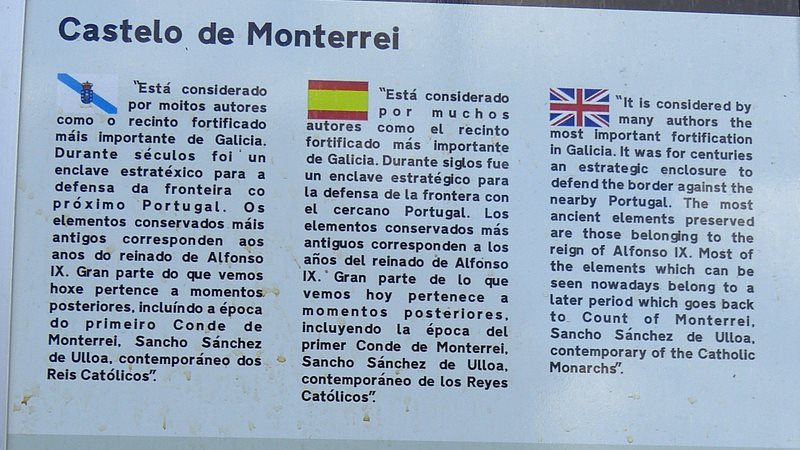 Castelo de Monterrei
"Está considerado
por moitos autores
como o recinto fortificado
máis importante de Galicia.
Durante séculos foi un
enclave estratéxico para a
defensa da fronteira co
próximo Portugal. Os
elementos conservados máis
antigos corresponden aos
anos do reinado de Alfonso
IX. Gran parte do que vemos
hoxe pertence a momentos
posteriores, incluíndo a época
do primeiro Conde de
Monterrei, Sancho Sánchez
de Ulloa, contemporáneo dos
Reis Católicos".
"Está considerado
por muchos
autores como el recinto
fortificado más importante
de Galicia. Durante siglos fue
un enclave estratégico para
la defensa de la frontera con
el cercano Portugal. Los
elementos conservados más
antiguos corresponden a los
años del reinado de Alfonso
IX. Gran parte de lo que
vemos hoy pertenece a
momentos posteriores,
incluyendo la época del
primer Conde de Monterrei,
Sancho Sánchez de Ulloa,
contemporáneo de los Reyes
Católicos".
"It is considered by
many authors the
most important fortification
in Galicia. It was for centuries
an estrategic enclosure to
defend the border against the
nearby Portugal. The most
ancient elements preserved
are those belonging to the
reign of Alfonso IX. Most of
the elements which can be
seen nowadays belong to a
later period which goes back
to Count of Monterrei,
Sancho Sánchez de Ulloa,
contemporary of the Catholic
Monarchs".